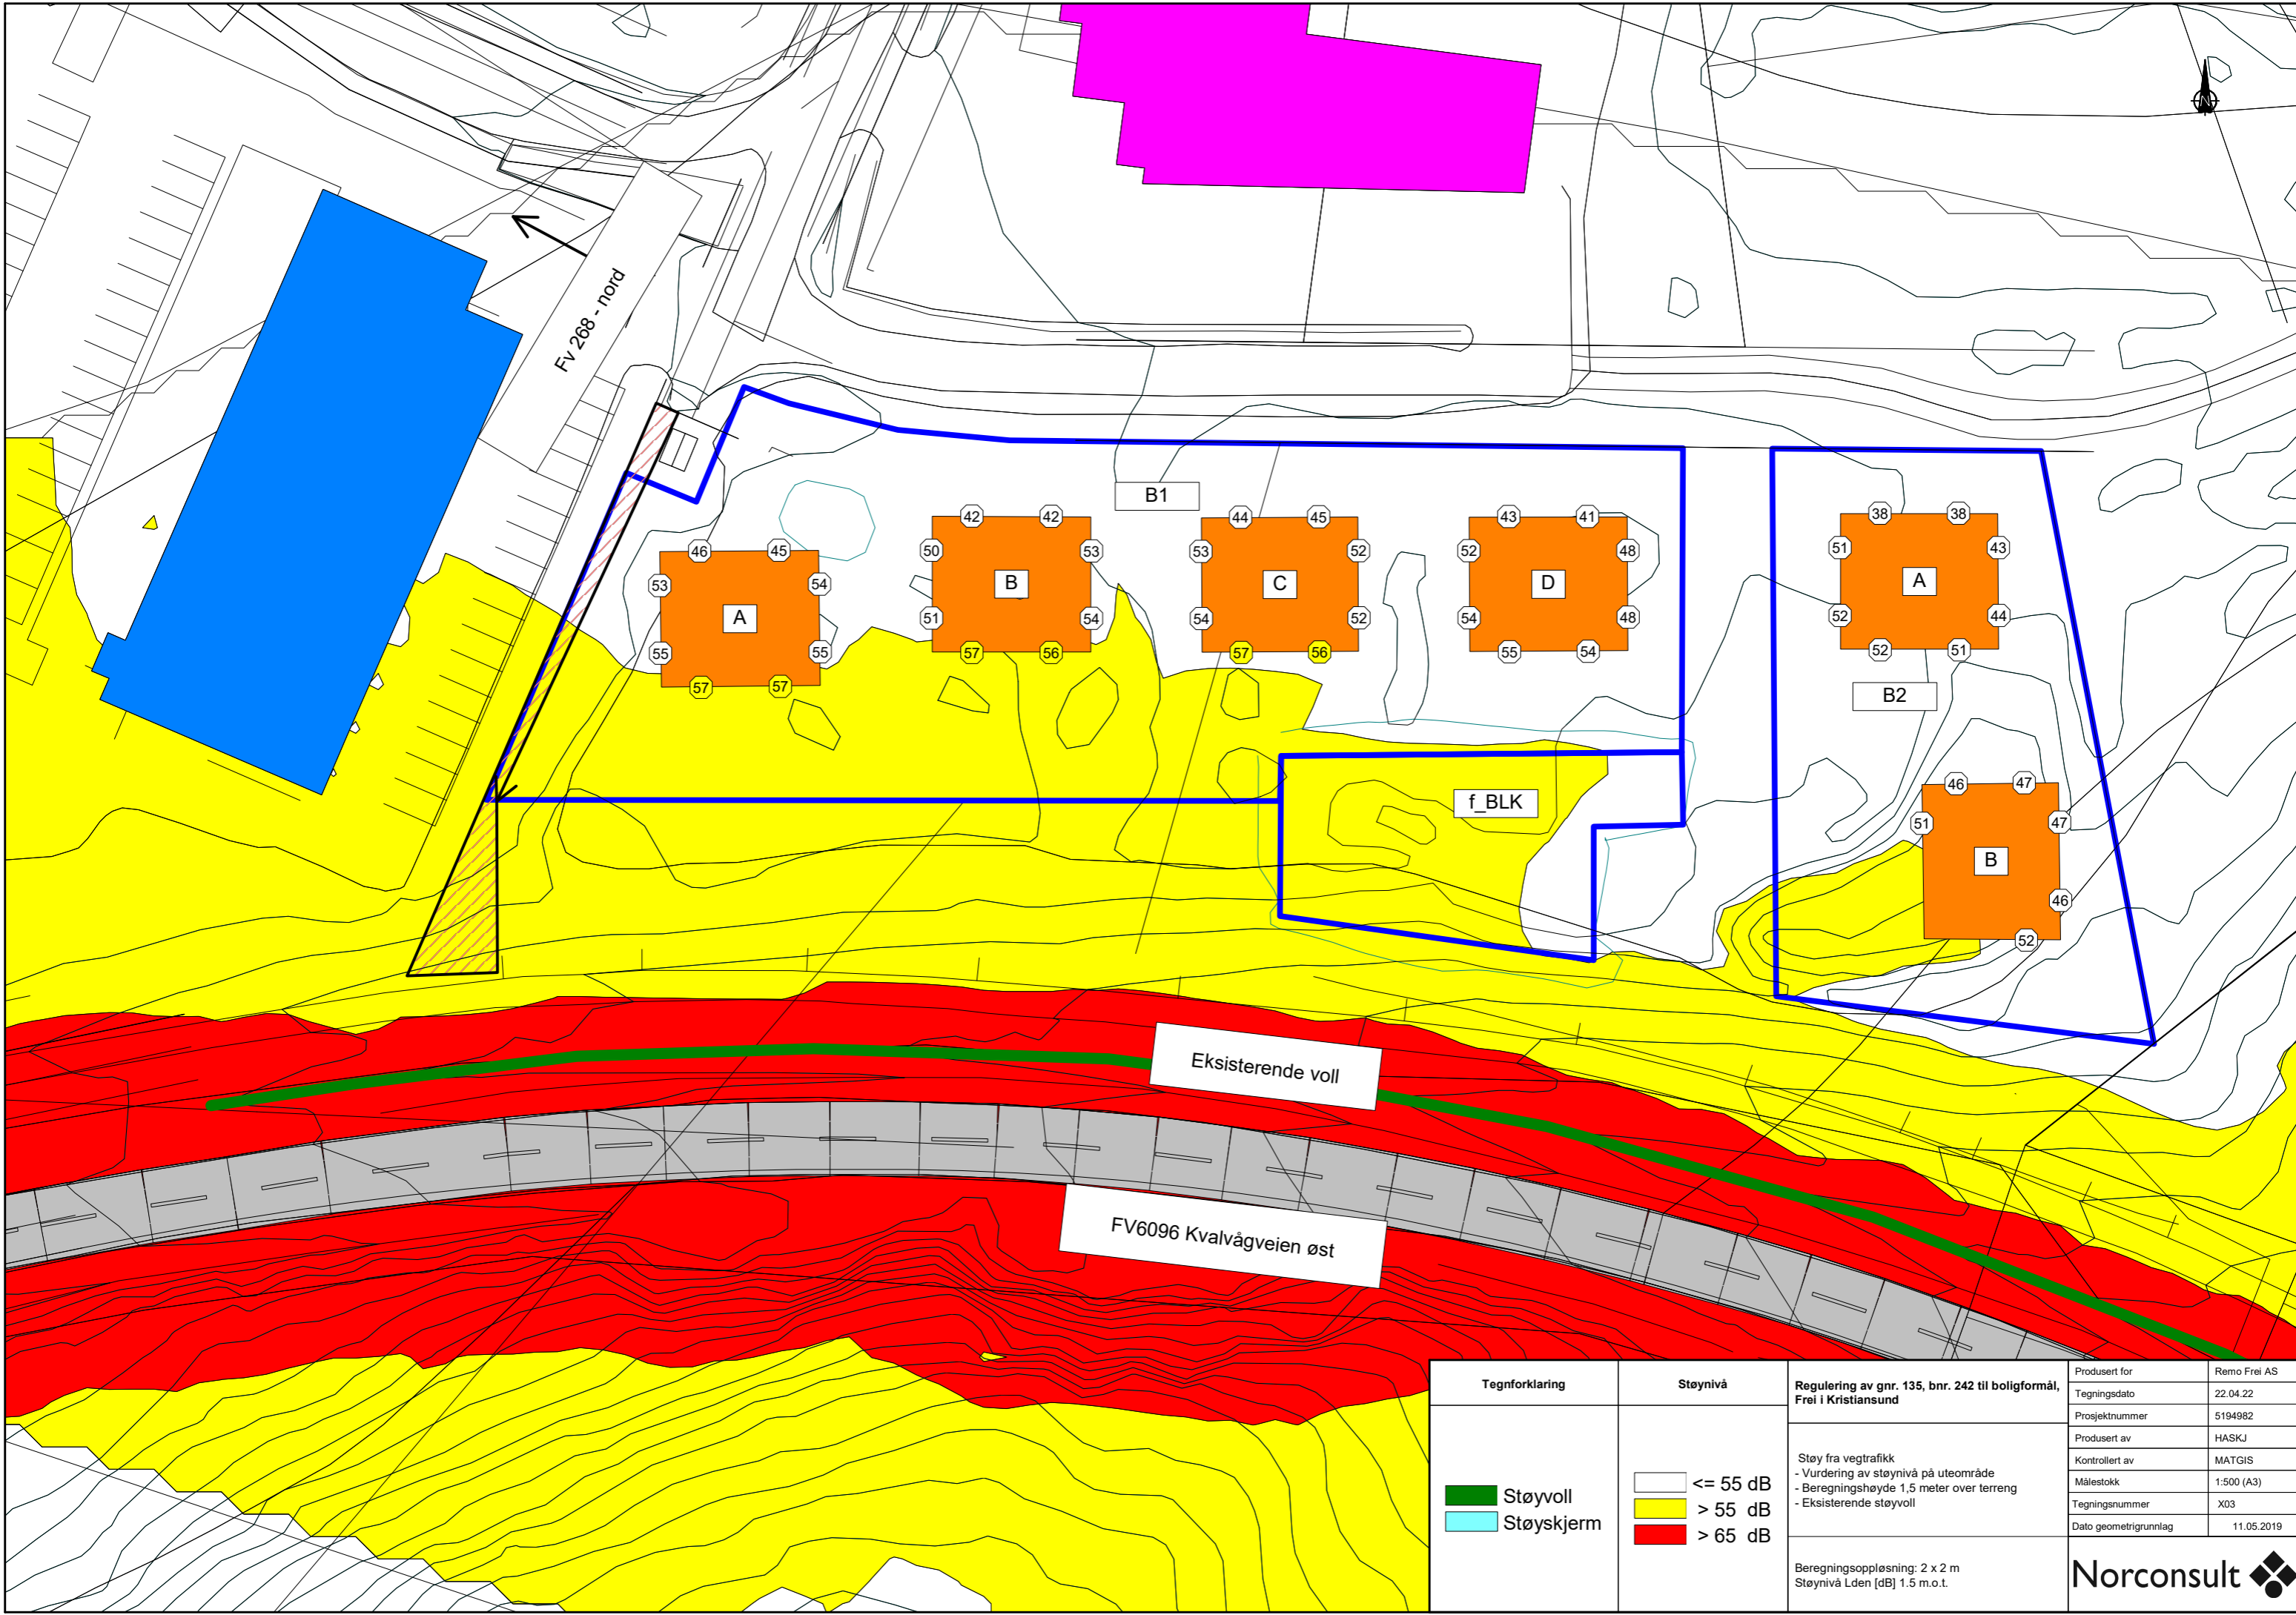 N
Fv 268 - nord
B1
42
42
44
45
43
41
38
38
46
45
50
53
53
52
52
48
51
43
53
54
B
C
D
A
A
51
54
54
52
54
48
52
44
55
55
57
56
57
56
55
54
52
51
57
57
B2
46
47
f_BLK
51
47
B
46
52
Eksisterende voll
FV6096 Kvalvågveien øst
Tegnforklaring
Støyvoll
Støyskjerm
Støynivå
<= 55 dB
> 55 dB
> 65 dB
Regulering av gnr. 135, bnr. 242 til boligformål,
Frei i Kristiansund
Støy fra vegtrafikk
- Vurdering av støynivå på uteområde
- Beregningshøyde 1,5 meter over terreng
- Eksisterende støyvoll
Beregningsoppløsning: 2 x 2 m
Støynivå Lden [dB] 1.5 m.o.t.
Produsert for Remo Frei AS
Tegningsdato 22.04.22
Prosjektnummer 5194982
Produsert av HASKJ
Kontrollert av MATGIS
Målestokk 1:500 (A3)
Tegningsnummer X03
Dato geometrigrunnlag 11.05.2019
Norconsult